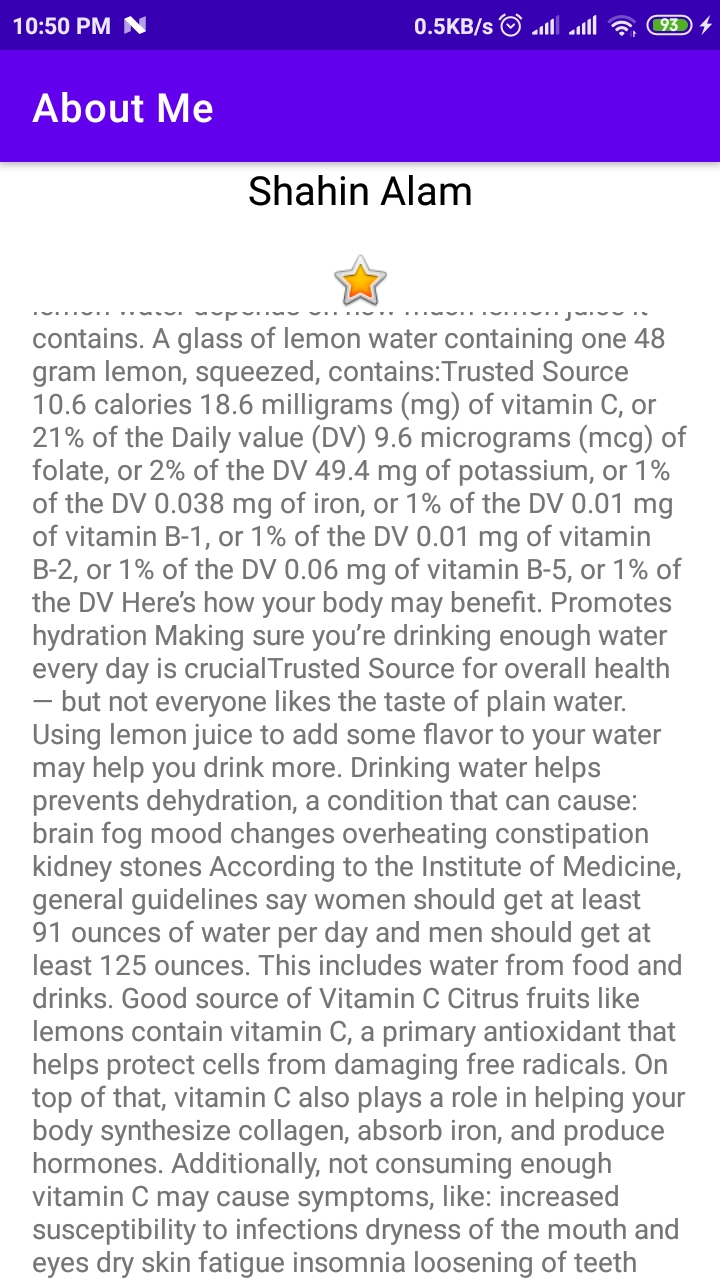 10:50 PM 0.5KB/s 93
About Me
Shahin Alam
lemon water depends on how much lemon juice it
contains. A glass of lemon water containing one 48
gram lemon, squeezed, contains:Trusted Source
10.6 calories 18.6 milligrams (mg) of vitamin C, or
21% of the Daily value (DV) 9.6 micrograms (mcg) of
folate, or 2% of the DV 49.4 mg of potassium, or 1%
of the DV 0.038 mg of iron, or 1% of the DV 0.01 mg
of vitamin B-1, or 1% of the DV 0.01 mg of vitamin
B-2, or 1% of the DV 0.06 mg of vitamin B-5, or 1% of
the DV Here’s how your body may benefit. Promotes
hydration Making sure you’re drinking enough water
every day is crucialTrusted Source for overall health
— but not everyone likes the taste of plain water.
Using lemon juice to add some flavor to your water
may help you drink more. Drinking water helps
prevents dehydration, a condition that can cause:
brain fog mood changes overheating constipation
kidney stones According to the Institute of Medicine,
general guidelines say women should get at least
91 ounces of water per day and men should get at
least 125 ounces. This includes water from food and
drinks. Good source of Vitamin C Citrus fruits like
lemons contain vitamin C, a primary antioxidant that
helps protect cells from damaging free radicals. On
top of that, vitamin C also plays a role in helping your
body synthesize collagen, absorb iron, and produce
hormones. Additionally, not consuming enough
vitamin C may cause symptoms, like: increased
susceptibility to infections dryness of the mouth and
eyes dry skin fatigue insomnia loosening of teeth